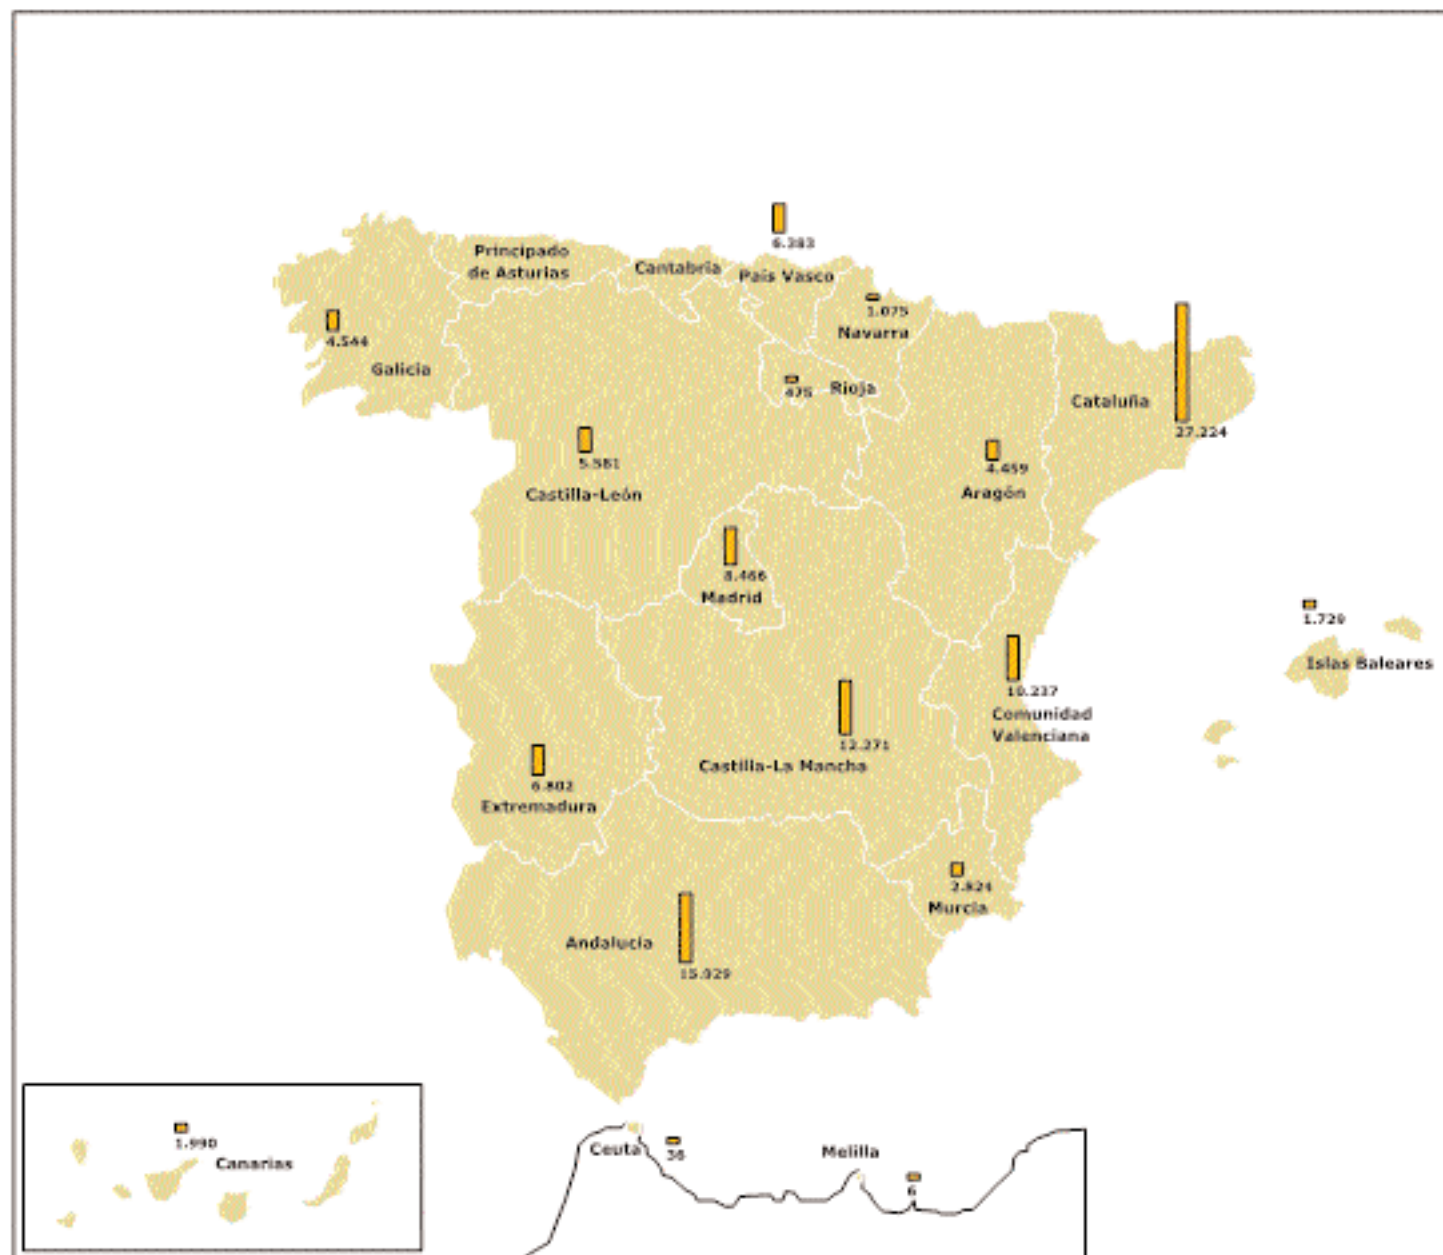 6.383
Principado
de Asturias
Cantabria
País Vasco
1.075
Navarra
4.544
Galicia
475
Rioja
Cataluña
27.224
5.581
Castilla-León
4.459
Aragón
8.466
Madrid
1.729
Islas Baleares
10.237
Comunidad
Valenciana
12.271
Castilla-La Mancha
6.802
Extremadura
2.824
Murcia
Andalucía
15.929
1.990
Canarias
Ceuta
36
Melilla
6